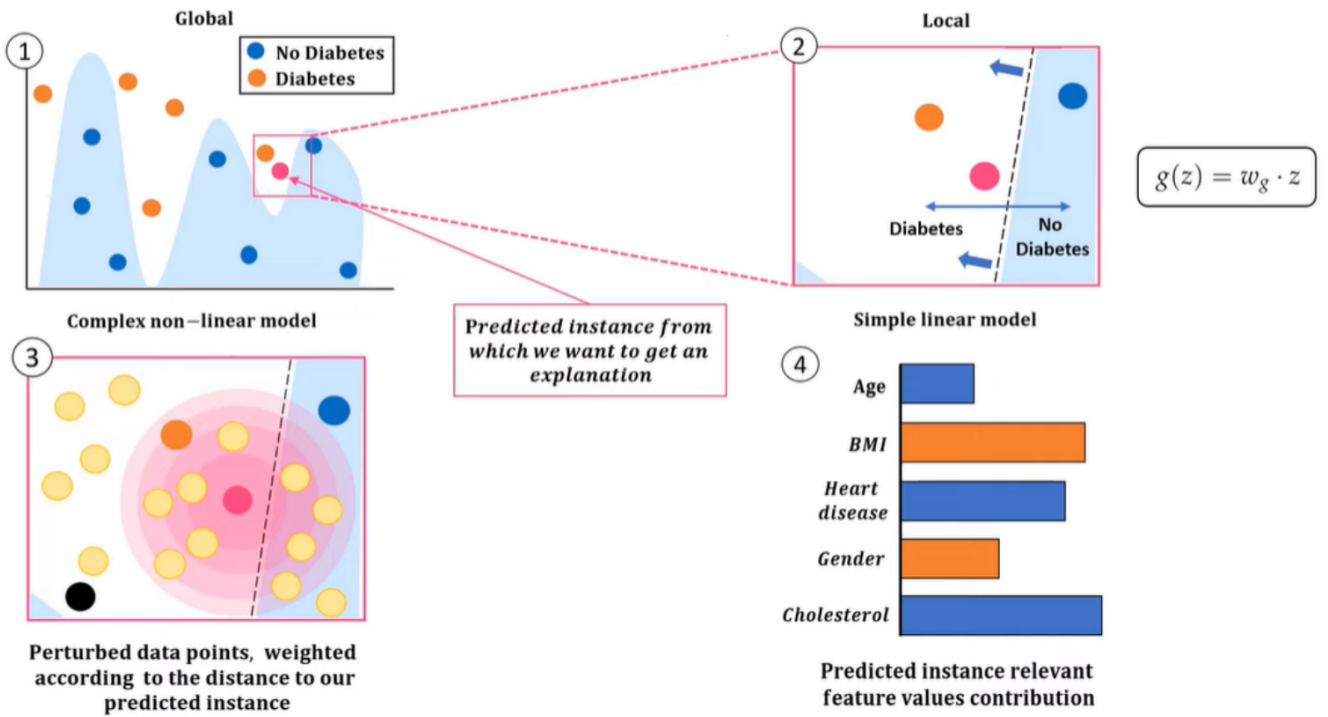 Global
1
No Diabetes
Diabetes
Complex non−linear model
Predicted instance from
which we want to get an
explanation
Local
2
Diabetes
No
Diabetes
Simple linear model
g(z) = w_g · z
3
Perturbed data points, weighted
according to the distance to our
predicted instance
4
Age
BMI
Heart
disease
Gender
Cholesterol
Predicted instance relevant
feature values contribution